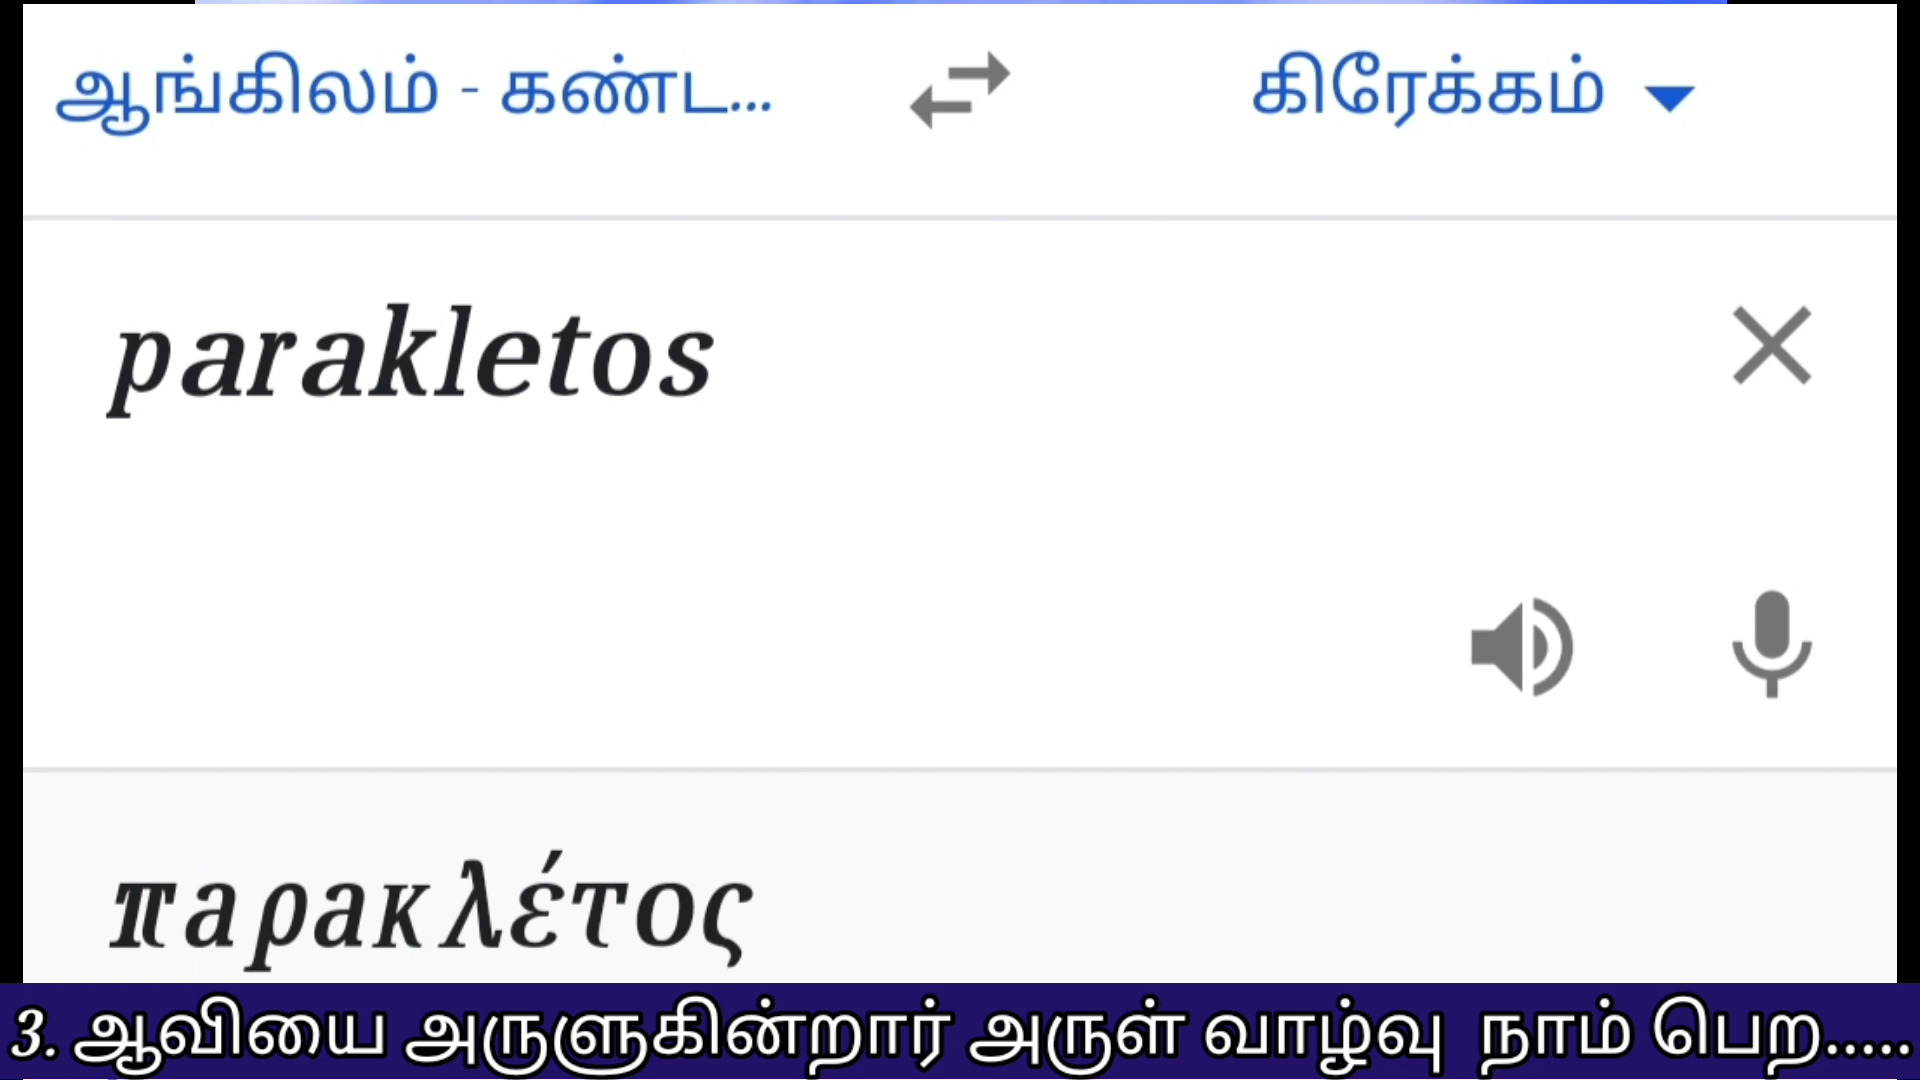 ஆங்கிலம் - கண்ட... கிரேக்கம்
parakletos
παρακλέτος
3. ஆவியை அருளுகின்றார் அருள் வாழ்வு நாம் பெற.....